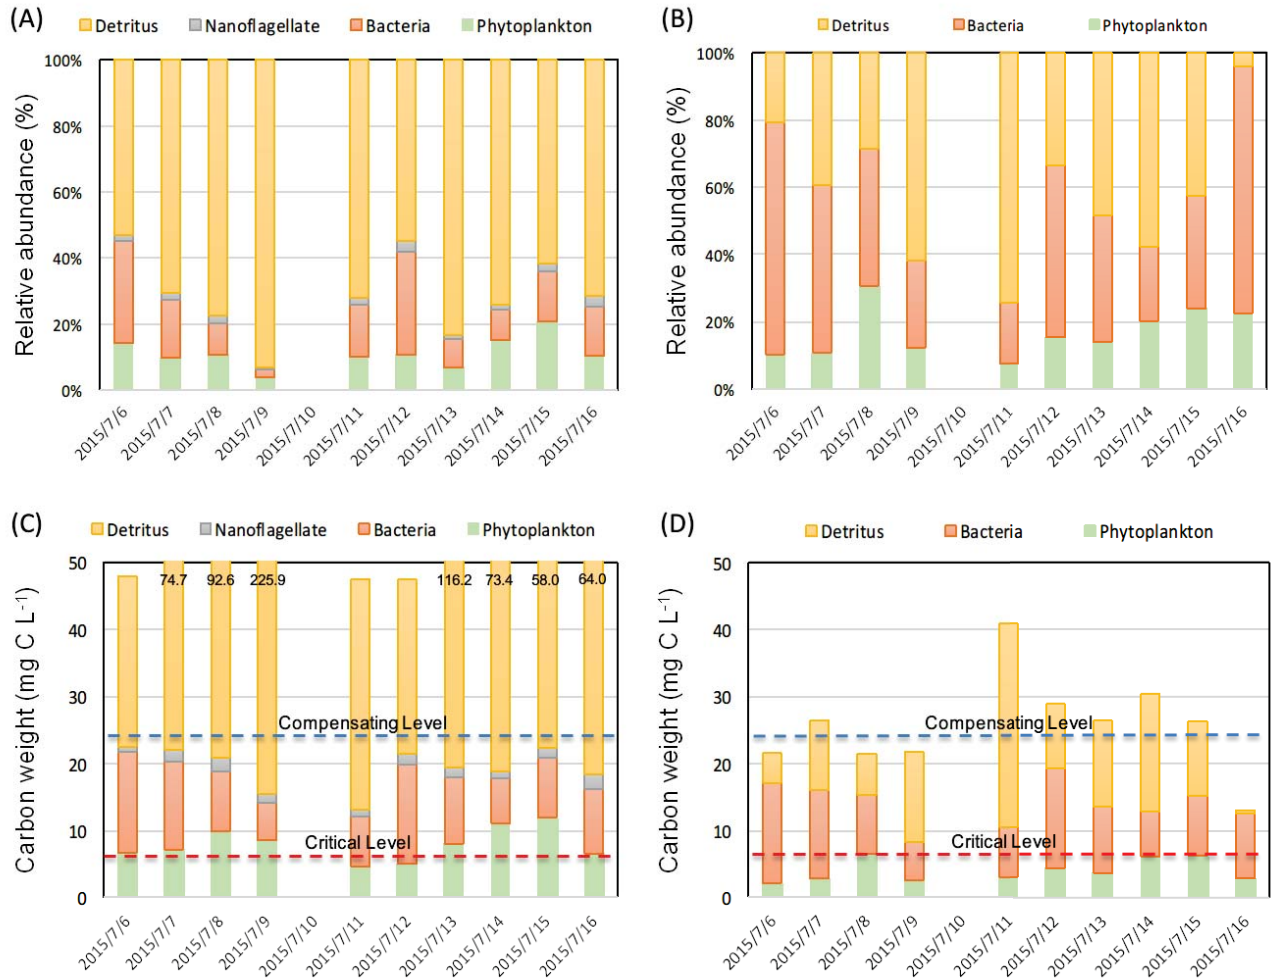 (A)
Detritus Nanoflagellate Bacteria Phytoplankton
Relative abundance (%)
100%
80%
60%
40%
20%
0%
2015/7/6 2015/7/7 2015/7/8 2015/7/9 2015/7/10 2015/7/11 2015/7/12 2015/7/13 2015/7/14 2015/7/15 2015/7/16
(B)
Detritus Bacteria Phytoplankton
Relative abundance (%)
100%
80%
60%
40%
20%
0%
2015/7/6 2015/7/7 2015/7/8 2015/7/9 2015/7/10 2015/7/11 2015/7/12 2015/7/13 2015/7/14 2015/7/15 2015/7/16
(C)
Detritus Nanoflagellate Bacteria Phytoplankton
Carbon weight (mg C L⁻¹)
50
40
30
20
10
0
74.7 92.6 225.9 116.2 73.4 58.0 64.0
Compensating Level
Critical Level
2015/7/6 2015/7/7 2015/7/8 2015/7/9 2015/7/10 2015/7/11 2015/7/12 2015/7/13 2015/7/14 2015/7/15 2015/7/16
(D)
Detritus Bacteria Phytoplankton
Carbon weight (mg C L⁻¹)
50
40
30
20
10
0
Compensating Level
Critical Level
2015/7/6 2015/7/7 2015/7/8 2015/7/9 2015/7/10 2015/7/11 2015/7/12 2015/7/13 2015/7/14 2015/7/15 2015/7/16